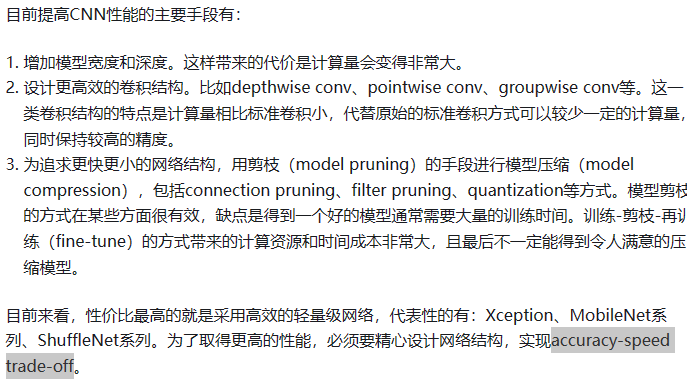 目前提高CNN性能的主要手段有：
1. 增加模型宽度和深度。这样带来的代价是计算量会变得非常大。
2. 设计更高效的卷积结构。比如depthwise conv、pointwise conv、groupwise conv等。这一
类卷积结构的特点是计算量相比标准卷积小，代替原始的标准卷积方式可以较少一定的计算量，
同时保持较高的精度。
3. 为追求更快更小的网络结构，用剪枝（model pruning）的手段进行模型压缩（model
compression），包括connection pruning、filter pruning、quantization等方式。模型剪枝
的方式在某些方面很有效，缺点是得到一个好的模型通常需要大量的训练时间。训练-剪枝-再训
练（fine-tune）的方式带来的计算资源和时间成本非常大，且最后不一定能得到令人满意的压
缩模型。
目前来看，性价比最高的就是采用高效的轻量级网络，代表性的有：Xception、MobileNet系
列、ShuffleNet系列。为了取得更高的性能，必须要精心设计网络结构，实现accuracy-speed
trade-off。